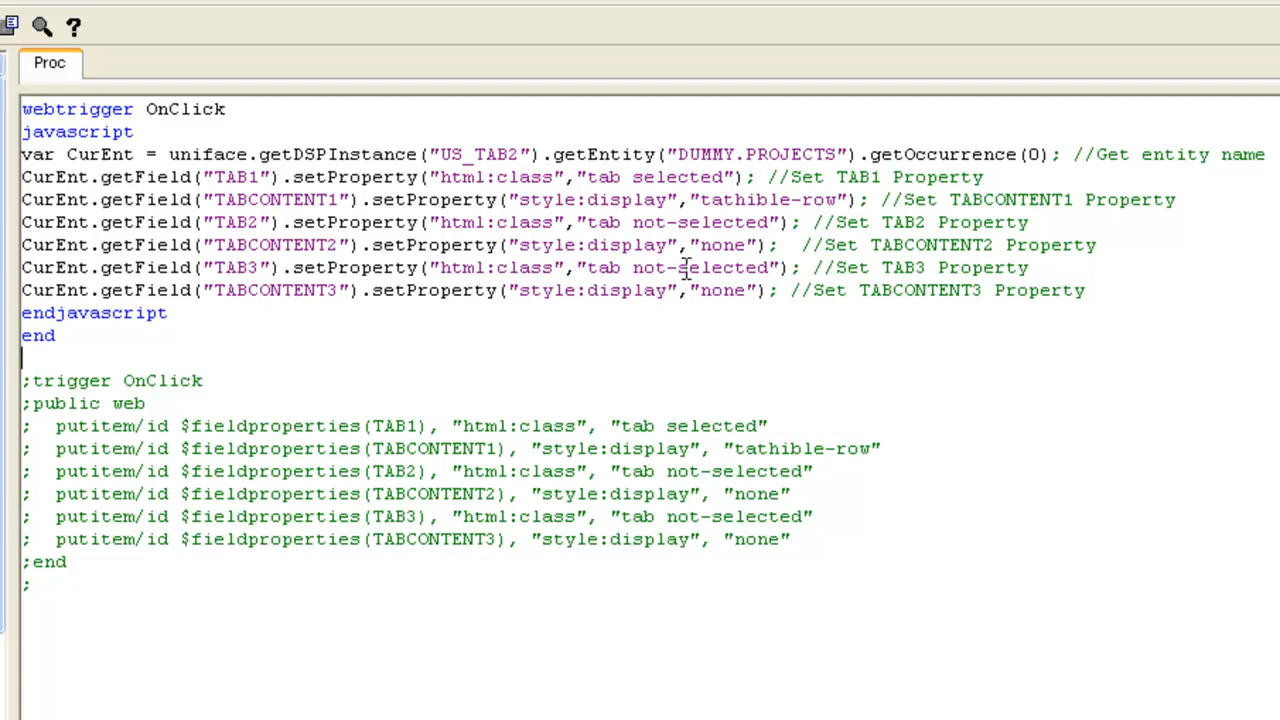 Proc
webtrigger OnClick
javascript
var CurEnt = uniface.getDSPInstance("US_TAB2").getEntity("DUMMY.PROJECTS").getOccurrence(0); //Get entity name
CurEnt.getField("TAB1").setProperty("html:class","tab selected"); //Set TAB1 Property
CurEnt.getField("TABCONTENT1").setProperty("style:display","tathible-row"); //Set TABCONTENT1 Property
CurEnt.getField("TAB2").setProperty("html:class","tab not-selected"); //Set TAB2 Property
CurEnt.getField("TABCONTENT2").setProperty("style:display","none");  //Set TABCONTENT2 Property
CurEnt.getField("TAB3").setProperty("html:class","tab not-selected"); //Set TAB3 Property
CurEnt.getField("TABCONTENT3").setProperty("style:display","none"); //Set TABCONTENT3 Property
endjavascript
end
;trigger OnClick
;public web
;  putitem/id $fieldproperties(TAB1), "html:class", "tab selected"
;  putitem/id $fieldproperties(TABCONTENT1), "style:display", "tathible-row"
;  putitem/id $fieldproperties(TAB2), "html:class", "tab not-selected"
;  putitem/id $fieldproperties(TABCONTENT2), "style:display", "none"
;  putitem/id $fieldproperties(TAB3), "html:class", "tab not-selected"
;  putitem/id $fieldproperties(TABCONTENT3), "style:display", "none"
;end
;